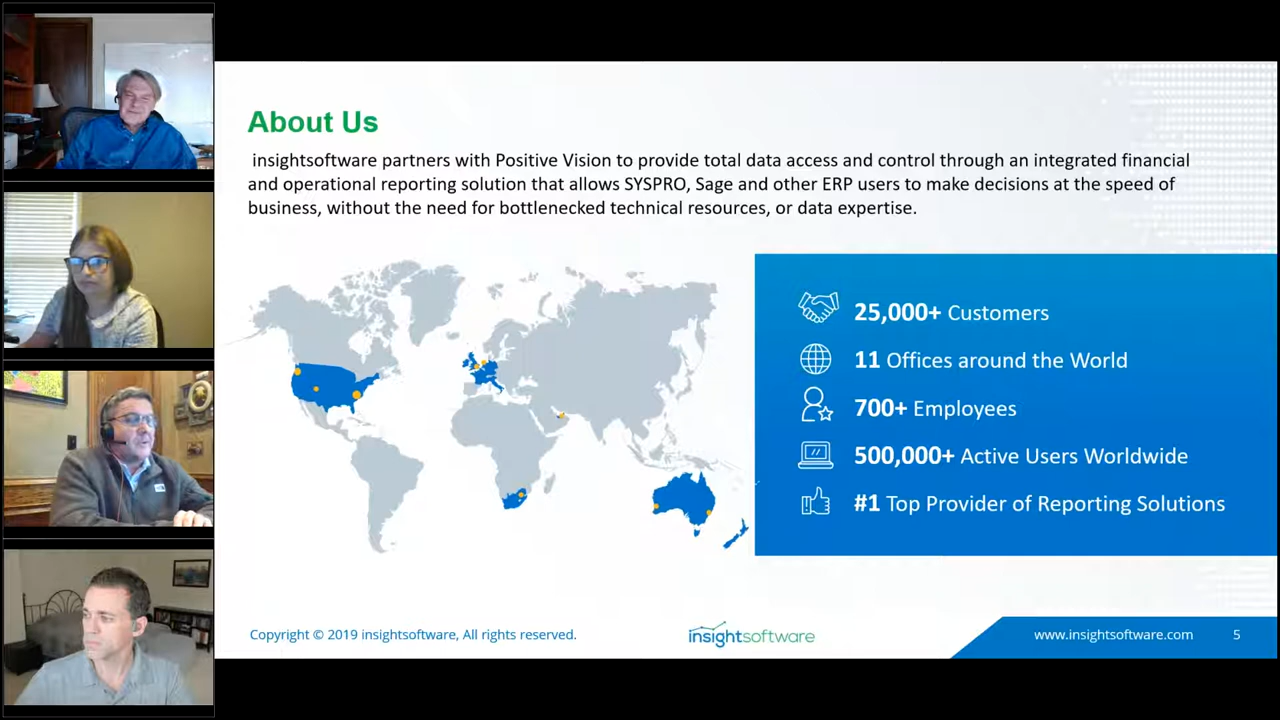 About Us
insightsoftware partners with Positive Vision to provide total data access and control through an integrated financial
and operational reporting solution that allows SYSPRO, Sage and other ERP users to make decisions at the speed of
business, without the need for bottlenecked technical resources, or data expertise.
25,000+ Customers
11 Offices around the World
700+ Employees
500,000+ Active Users Worldwide
#1 Top Provider of Reporting Solutions
Copyright © 2019 insightsoftware, All rights reserved.
insightsoftware
www.insightsoftware.com
5